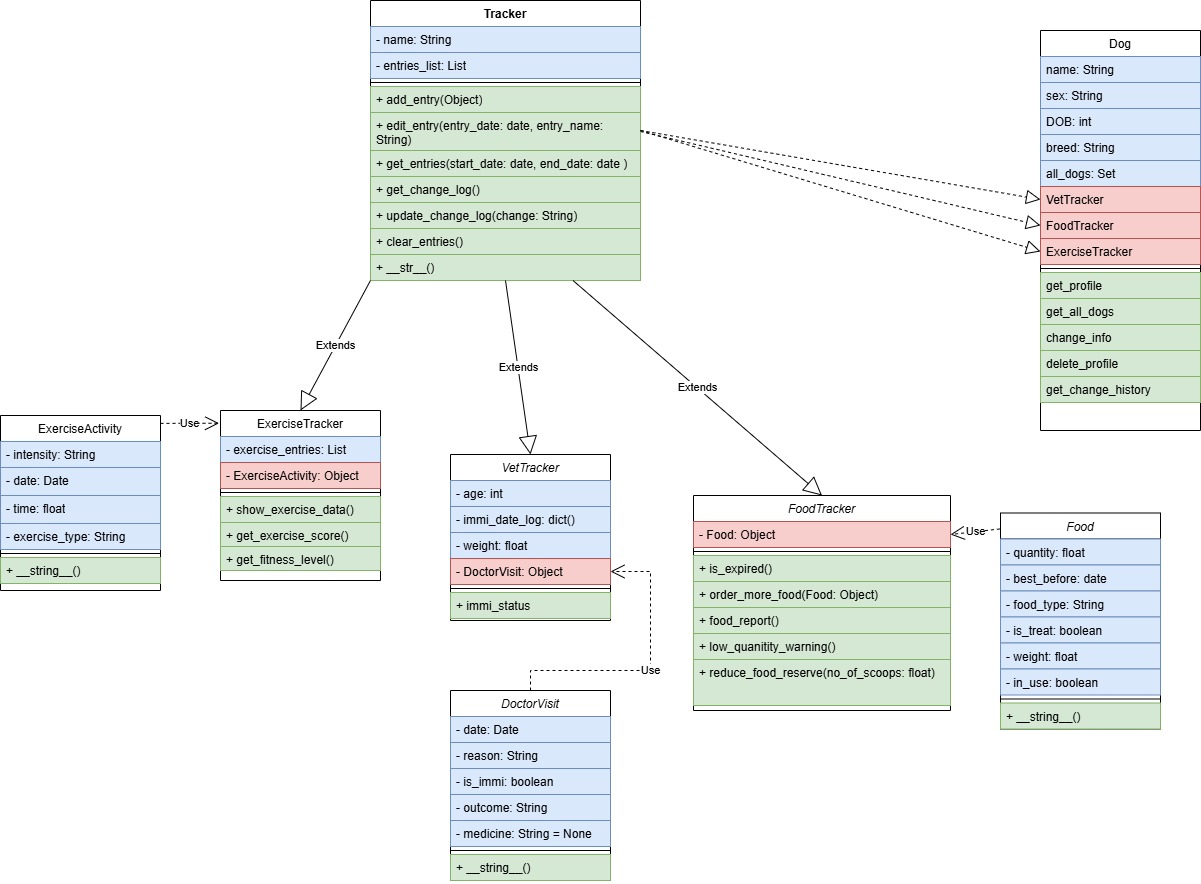 Tracker
- name: String
- entries_list: List
+ add_entry(Object)
+ edit_entry(entry_date: date, entry_name:
String)
+ get_entries(start_date: date, end_date: date )
+ get_change_log()
+ update_change_log(change: String)
+ clear_entries()
+ __str__()
Dog
name: String
sex: String
DOB: int
breed: String
all_dogs: Set
VetTracker
FoodTracker
ExerciseTracker
get_profile
get_all_dogs
change_info
delete_profile
get_change_history
Extends
Extends
Extends
ExerciseActivity
- intensity: String
- date: Date
- time: float
- exercise_type: String
+ __string__()
Use
ExerciseTracker
- exercise_entries: List
- ExerciseActivity: Object
+ show_exercise_data()
+ get_exercise_score()
+ get_fitness_level()
VetTracker
- age: int
- immi_date_log: dict()
- weight: float
- DoctorVisit: Object
+ immi_status
Use
DoctorVisit
- date: Date
- reason: String
- is_immi: boolean
- outcome: String
- medicine: String = None
+ __string__()
FoodTracker
- Food: Object
+ is_expired()
+ order_more_food(Food: Object)
+ food_report()
+ low_quanitity_warning()
+ reduce_food_reserve(no_of_scoops: float)
Use
Food
- quantity: float
- best_before: date
- food_type: String
- is_treat: boolean
- weight: float
- in_use: boolean
+ __string__()